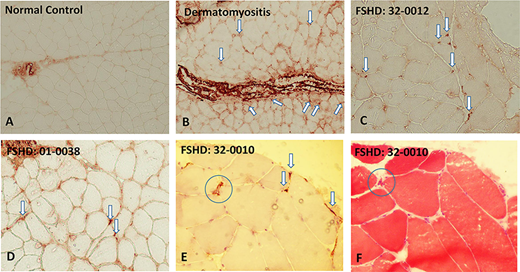 Normal Control
A
Dermatomyositis
B
FSHD: 32-0012
C
FSHD: 01-0038
D
FSHD: 32-0010
E
FSHD: 32-0010
F